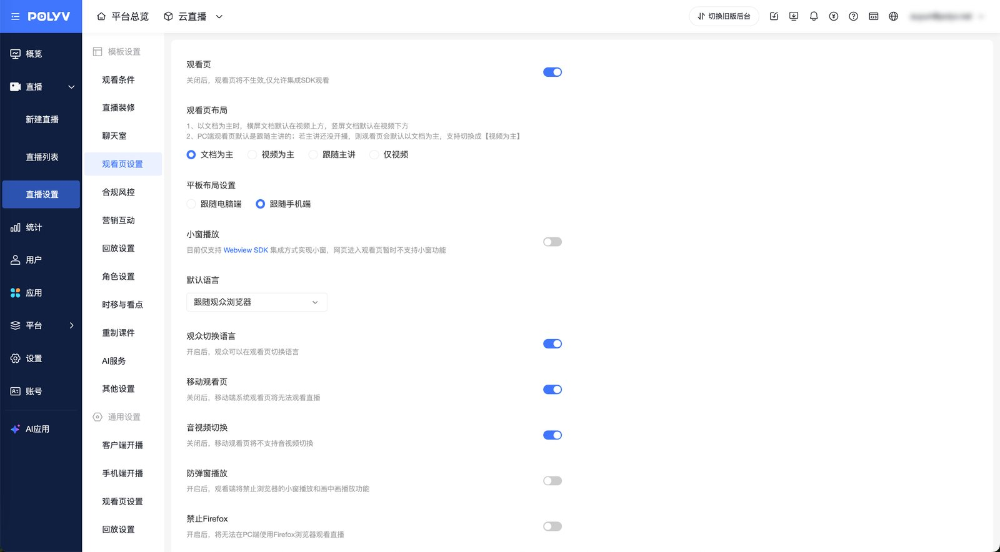 POLYV
平台总览
云直播
切换旧版后台
概览
直播
新建直播
直播列表
直播设置
统计
用户
应用
平台
设置
账号
AI应用
模板设置
观看条件
直播装修
聊天室
观看页设置
合规风控
营销互动
回放设置
角色设置
时移与看点
重制课件
AI服务
其他设置
通用设置
客户端开播
手机端开播
观看页设置
回放设置
观看页
关闭后，观看页将不生效,仅允许集成SDK观看
观看页布局
1、以文档为主时，横屏文档默认在视频上方，竖屏文档默认在视频下方
2、PC端观看页默认是跟随主讲的；若主讲还没开播，则观看页会默认以文档为主，支持切换成【视频为主】
文档为主 视频为主 跟随主讲 仅视频
平板布局设置
跟随电脑端 跟随手机端
小窗播放
目前仅支持 Webview SDK 集成方式实现小窗，网页进入观看页暂时不支持小窗功能
默认语言
跟随观众浏览器
观众切换语言
开启后，观众可以在观看页切换语言
移动观看页
关闭后，移动端系统观看页将无法观看直播
音视频切换
关闭后，移动观看页将不支持音视频切换
防弹窗播放
开启后，观看端将禁止浏览器的小窗播放和画中画播放功能
禁止Firefox
开启后，将无法在PC端使用Firefox浏览器观看直播